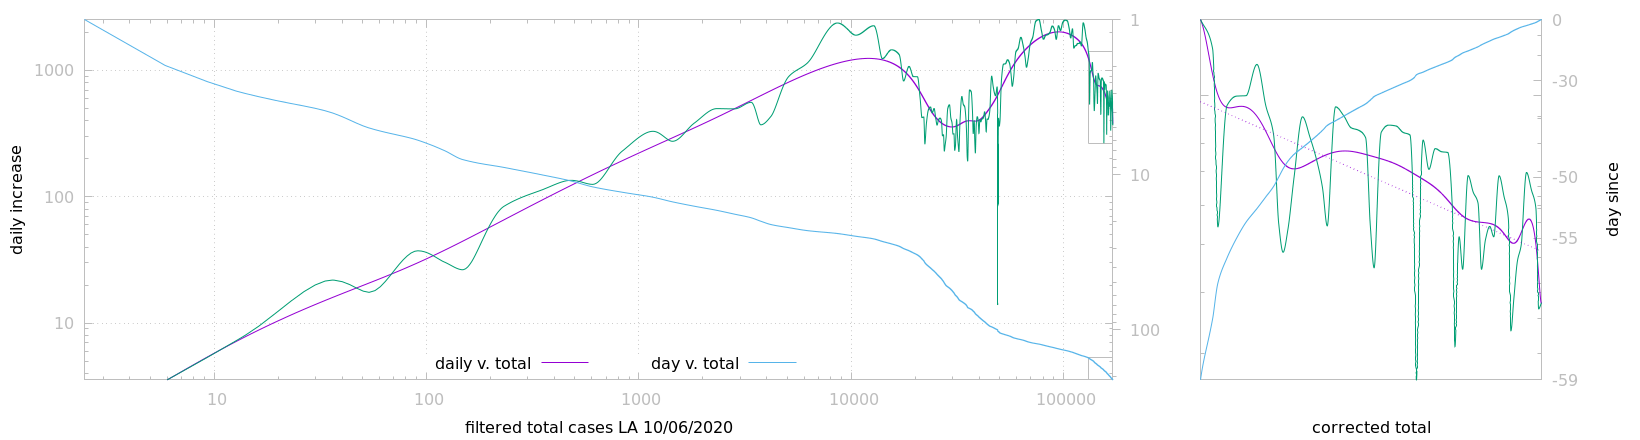 1000
100
10
daily increase
1
10
100
daily v. total
day v. total
10
100
1000
10000
100000
filtered total cases LA 10/06/2020
0
-30
-50
-55
-59
day since
corrected total